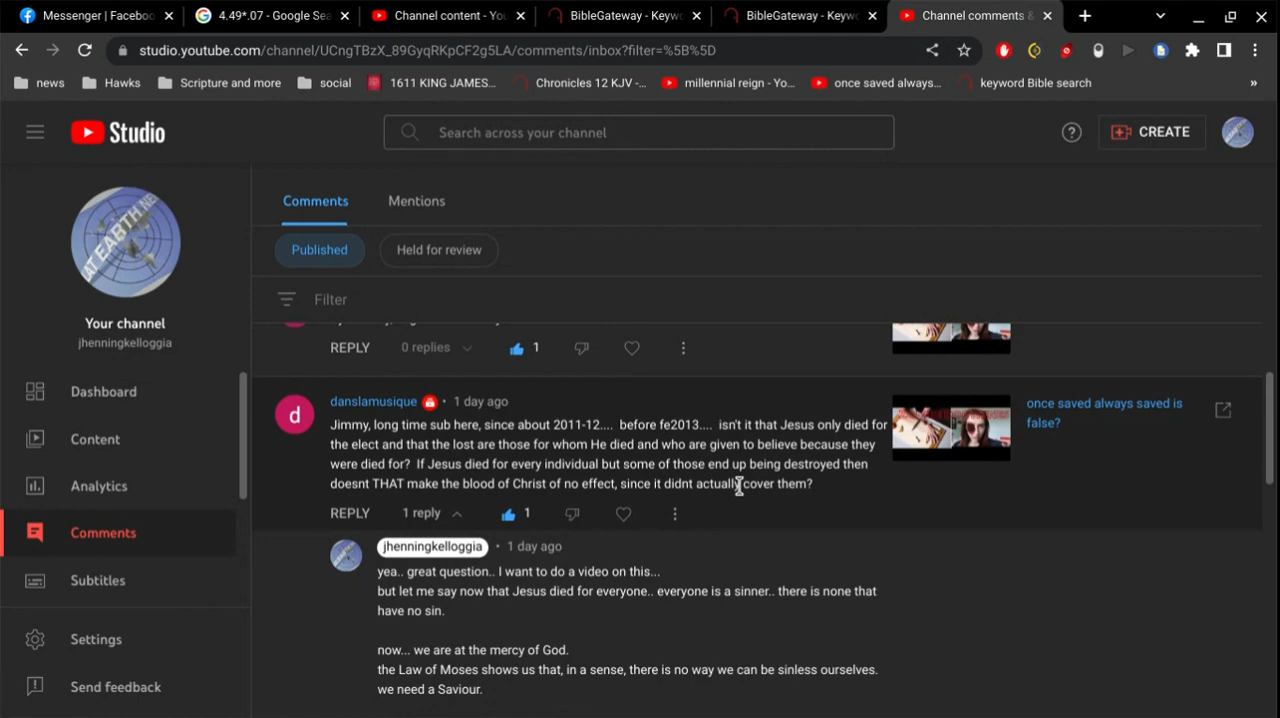 Messenger | Faceboo
4.49*.07 - Google Sea
Channel content - You
BibleGateway - Keywo
BibleGateway - Keywo
Channel comments &
studio.youtube.com/channel/UCngTBzX_89GyqRKpCF2g5LA/comments/inbox?filter=%5B%5D
news
Hawks
Scripture and more
social
1611 KING JAMES...
Chronicles 12 KJV -...
millennial reign - Yo...
once saved always...
keyword Bible search
»
Studio
Search across your channel
CREATE
AT EARTH NE
Your channel
jhenningkelloggia
Dashboard
Content
Analytics
Comments
Subtitles
Settings
Send feedback
Comments
Mentions
Published
Held for review
Filter
REPLY 0 replies 1
d
danslamusique • 1 day ago
Jimmy, long time sub here, since about 2011-12.... before fe2013.... isn't it that Jesus only died for
the elect and that the lost are those for whom He died and who are given to believe because they
were died for? If Jesus died for every individual but some of those end up being destroyed then
doesnt THAT make the blood of Christ of no effect, since it didnt actually cover them?
once saved always saved is
false?
REPLY 1 reply 1
jhenningkelloggia • 1 day ago
yea.. great question.. I want to do a video on this...
but let me say now that Jesus died for everyone.. everyone is a sinner.. there is none that
have no sin.
now... we are at the mercy of God.
the Law of Moses shows us that, in a sense, there is no way we can be sinless ourselves.
we need a Saviour.